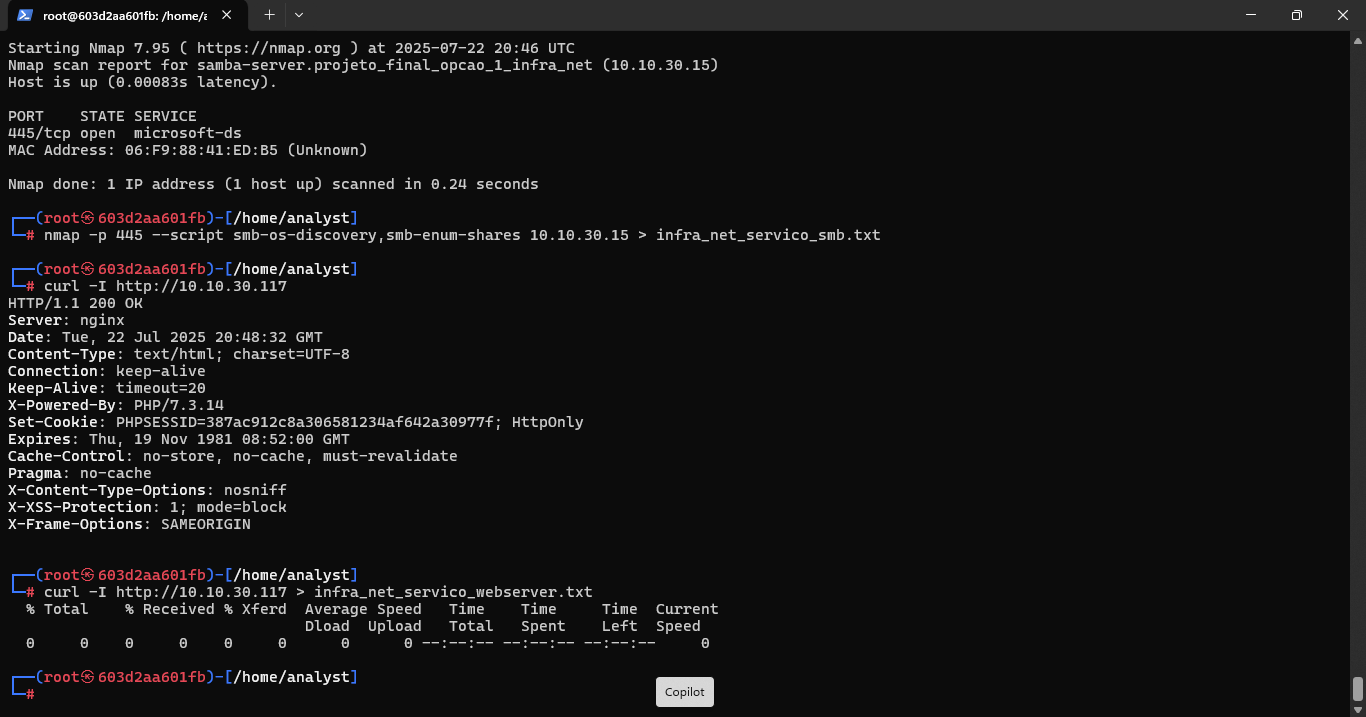 root@603d2aa601fb: /home/a
Starting Nmap 7.95 ( https://nmap.org ) at 2025-07-22 20:46 UTC
Nmap scan report for samba-server.projeto_final_opcao_1_infra_net (10.10.30.15)
Host is up (0.00083s latency).
PORT    STATE SERVICE
445/tcp open  microsoft-ds
MAC Address: 06:F9:88:41:ED:B5 (Unknown)
Nmap done: 1 IP address (1 host up) scanned in 0.24 seconds
┌──(root㉿603d2aa601fb)-[/home/analyst]
└─# nmap -p 445 --script smb-os-discovery,smb-enum-shares 10.10.30.15 > infra_net_servico_smb.txt
┌──(root㉿603d2aa601fb)-[/home/analyst]
└─# curl -I http://10.10.30.117
HTTP/1.1 200 OK
Server: nginx
Date: Tue, 22 Jul 2025 20:48:32 GMT
Content-Type: text/html; charset=UTF-8
Connection: keep-alive
Keep-Alive: timeout=20
X-Powered-By: PHP/7.3.14
Set-Cookie: PHPSESSID=387ac912c8a306581234af642a30977f; HttpOnly
Expires: Thu, 19 Nov 1981 08:52:00 GMT
Cache-Control: no-store, no-cache, must-revalidate
Pragma: no-cache
X-Content-Type-Options: nosniff
X-XSS-Protection: 1; mode=block
X-Frame-Options: SAMEORIGIN
┌──(root㉿603d2aa601fb)-[/home/analyst]
└─# curl -I http://10.10.30.117 > infra_net_servico_webserver.txt
  % Total    % Received % Xferd  Average Speed   Time    Time     Time  Current
                                 Dload  Upload   Total   Spent    Left  Speed
  0     0    0     0    0     0      0      0 --:--:-- --:--:-- --:--:--     0
┌──(root㉿603d2aa601fb)-[/home/analyst]
└─#
Copilot